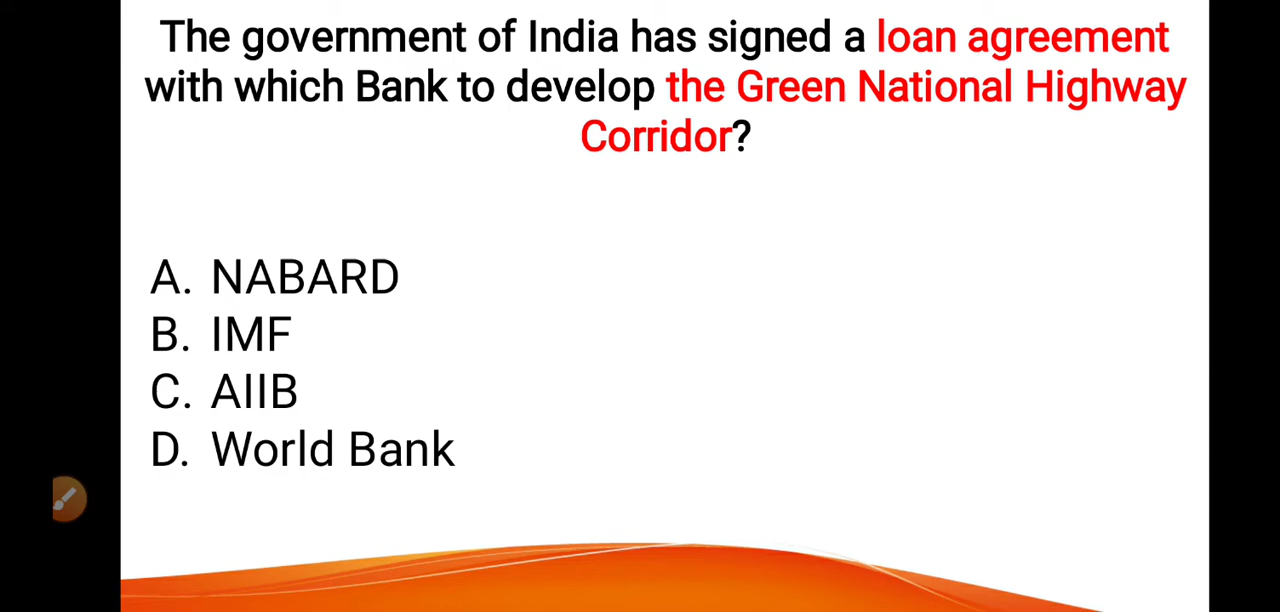 The government of India has signed a loan agreement
with which Bank to develop the Green National Highway
Corridor?
A. NABARD
B. IMF
C. AIIB
D. World Bank